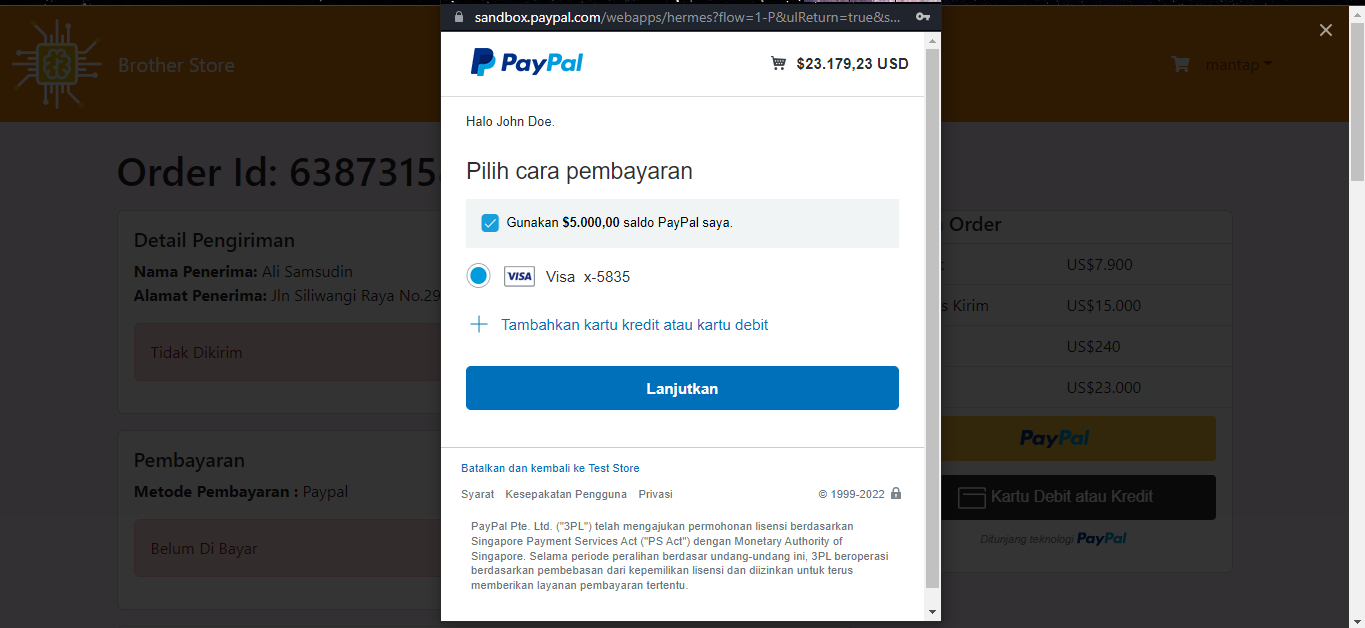 sandbox.paypal.com/webapps/hermes?flow=1-P&ulReturn=true&s...
Brother Store
mantap
PayPal
$23.179,23 USD
Halo John Doe.
Pilih cara pembayaran
Gunakan $5.000,00 saldo PayPal saya.
VISA Visa x-5835
Tambahkan kartu kredit atau kartu debit
Lanjutkan
Batalkan dan kembali ke Test Store
Syarat Kesepakatan Pengguna Privasi
© 1999-2022
PayPal Pte. Ltd. ("3PL") telah mengajukan permohonan lisensi berdasarkan
Singapore Payment Services Act ("PS Act") dengan Monetary Authority of
Singapore. Selama periode peralihan berdasar undang-undang ini, 3PL beroperasi
berdasarkan pembebasan dari kepemilikan lisensi dan diizinkan untuk terus
memberikan layanan pembayaran tertentu.
Order Id: 6387315
Detail Pengiriman
Nama Penerima: Ali Samsudin
Alamat Penerima: Jln Siliwangi Raya No.29
Tidak Dikirim
Pembayaran
Metode Pembayaran : Paypal
Belum Di Bayar
Order
US$7.900
s Kirim US$15.000
US$240
US$23.000
PayPal
Kartu Debit atau Kredit
Ditunjang teknologi PayPal